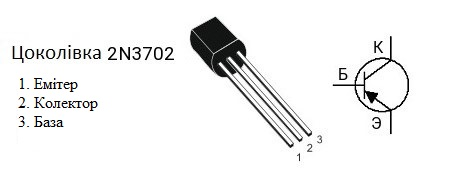 Цоколівка 2N3702
1. Емітер
2. Колектор
3. База
1
2
3
К
Б
Э